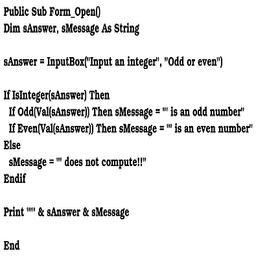 Public Sub Form_Open()
Dim sAnswer, sMessage As String
sAnswer = InputBox("Input an integer", "Odd or even")
If IsInteger(sAnswer) Then
If Odd(Val(sAnswer)) Then sMessage = "' is an odd number"
If Even(Val(sAnswer)) Then sMessage = "' is an even number"
Else
sMessage = "' does not compute!!"
Endif
Print "'" & sAnswer & sMessage
End